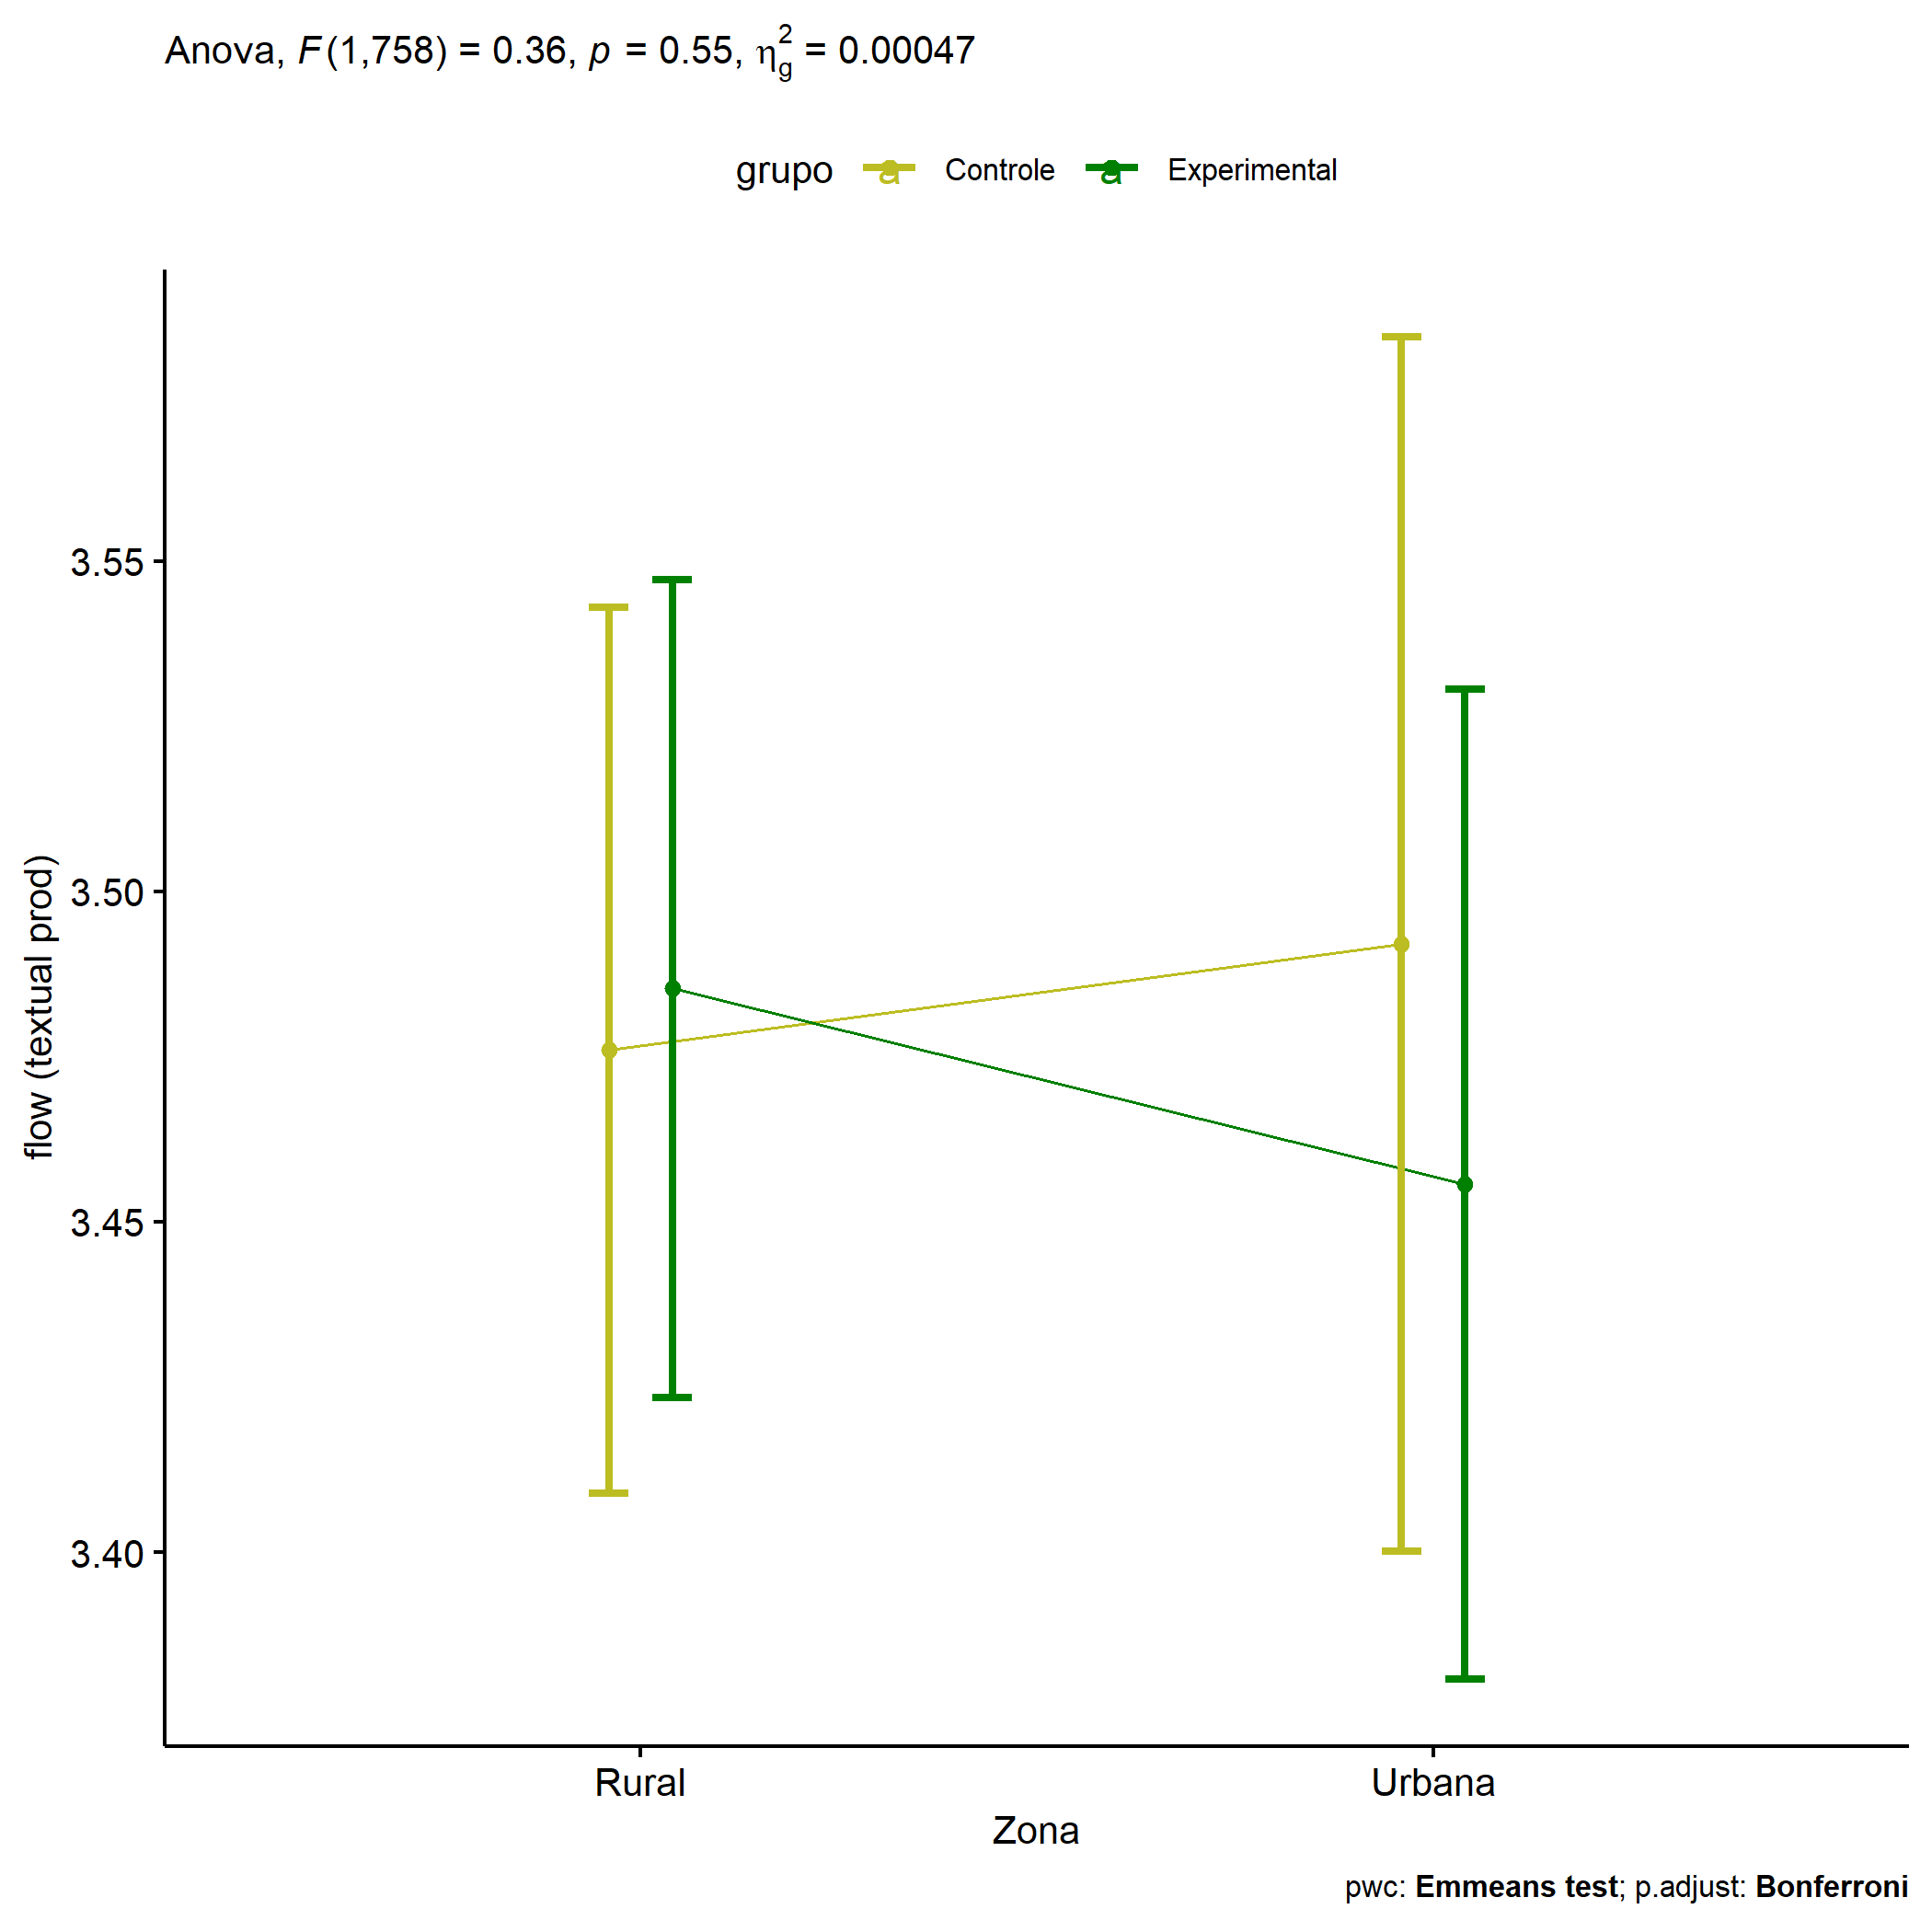 Anova, F(1,758) = 0.36, p = 0.55, η²g = 0.00047
grupo a Controle a Experimental
3.55
3.50
3.45
3.40
flow (textual prod)
Rural Urbana
Zona
pwc: Emmeans test; p.adjust: Bonferroni